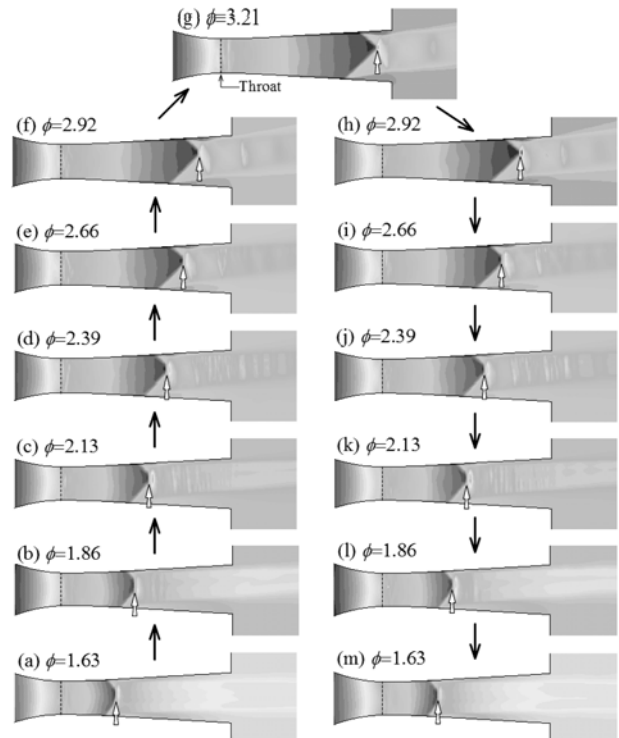 (g) ϕ=3.21
Throat
(f) ϕ=2.92
(h) ϕ=2.92
(e) ϕ=2.66
(i) ϕ=2.66
(d) ϕ=2.39
(j) ϕ=2.39
(c) ϕ=2.13
(k) ϕ=2.13
(b) ϕ=1.86
(l) ϕ=1.86
(a) ϕ=1.63
(m) ϕ=1.63